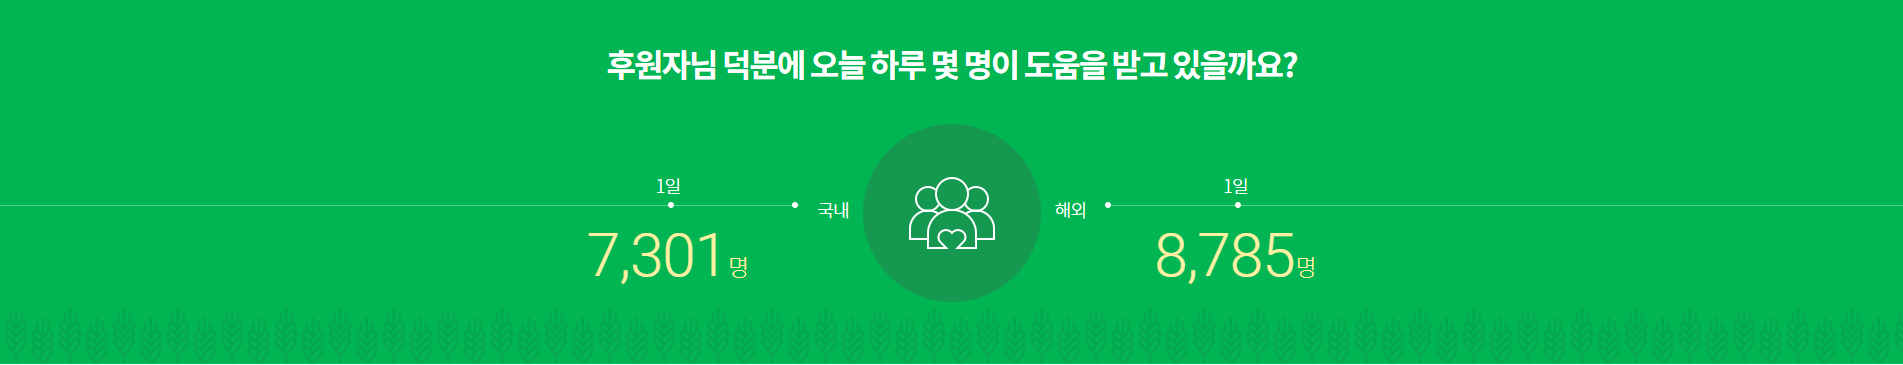 후원자님 덕분에 오늘 하루 몇 명이 도움을 받고 있을까요?
1일
국내
7,301명
해외
1일
8,785명